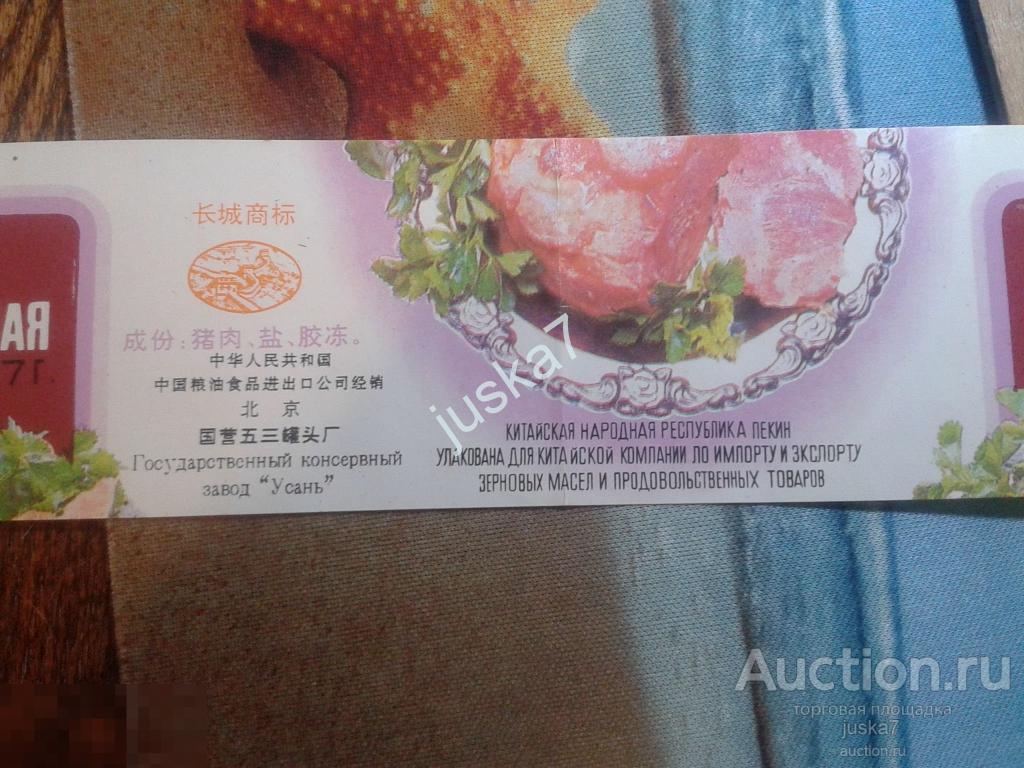 АЯ
7Г.
长城商标
成份:猪肉、盐、胶冻。
中华人民共和国
中国粮油食品进出口公司经销
北 京
国营五三罐头厂
Государственный консервный
завод "Усань"
КИТАЙСКАЯ НАРОДНАЯ РЕСПУБЛИКА ПЕКИН
УПАКОВАНА ДЛЯ КИТАЙСКОЙ КОМПАНИИ ПО ИМПОРТУ И ЭКСПОРТУ
ЗЕРНОВЫХ МАСЕЛ И ПРОДОВОЛЬСТВЕННЫХ ТОВАРОВ
juska7
Auction.ru
торговая площадка
juska7
auction.ru